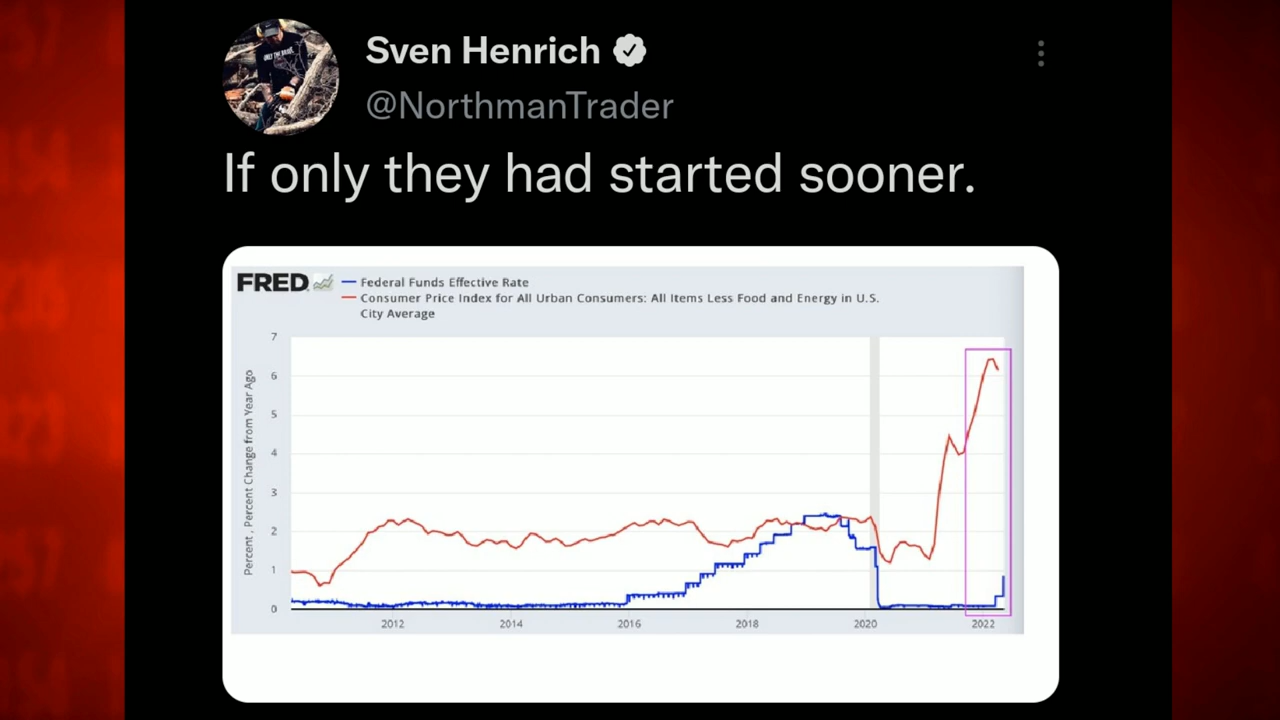 Sven Henrich
@NorthmanTrader
If only they had started sooner.
FRED
Federal Funds Effective Rate
Consumer Price Index for All Urban Consumers: All Items Less Food and Energy in U.S.
City Average
Percent , Percent Change from Year Ago
7
6
5
4
3
2
1
0
2012 2014 2016 2018 2020 2022